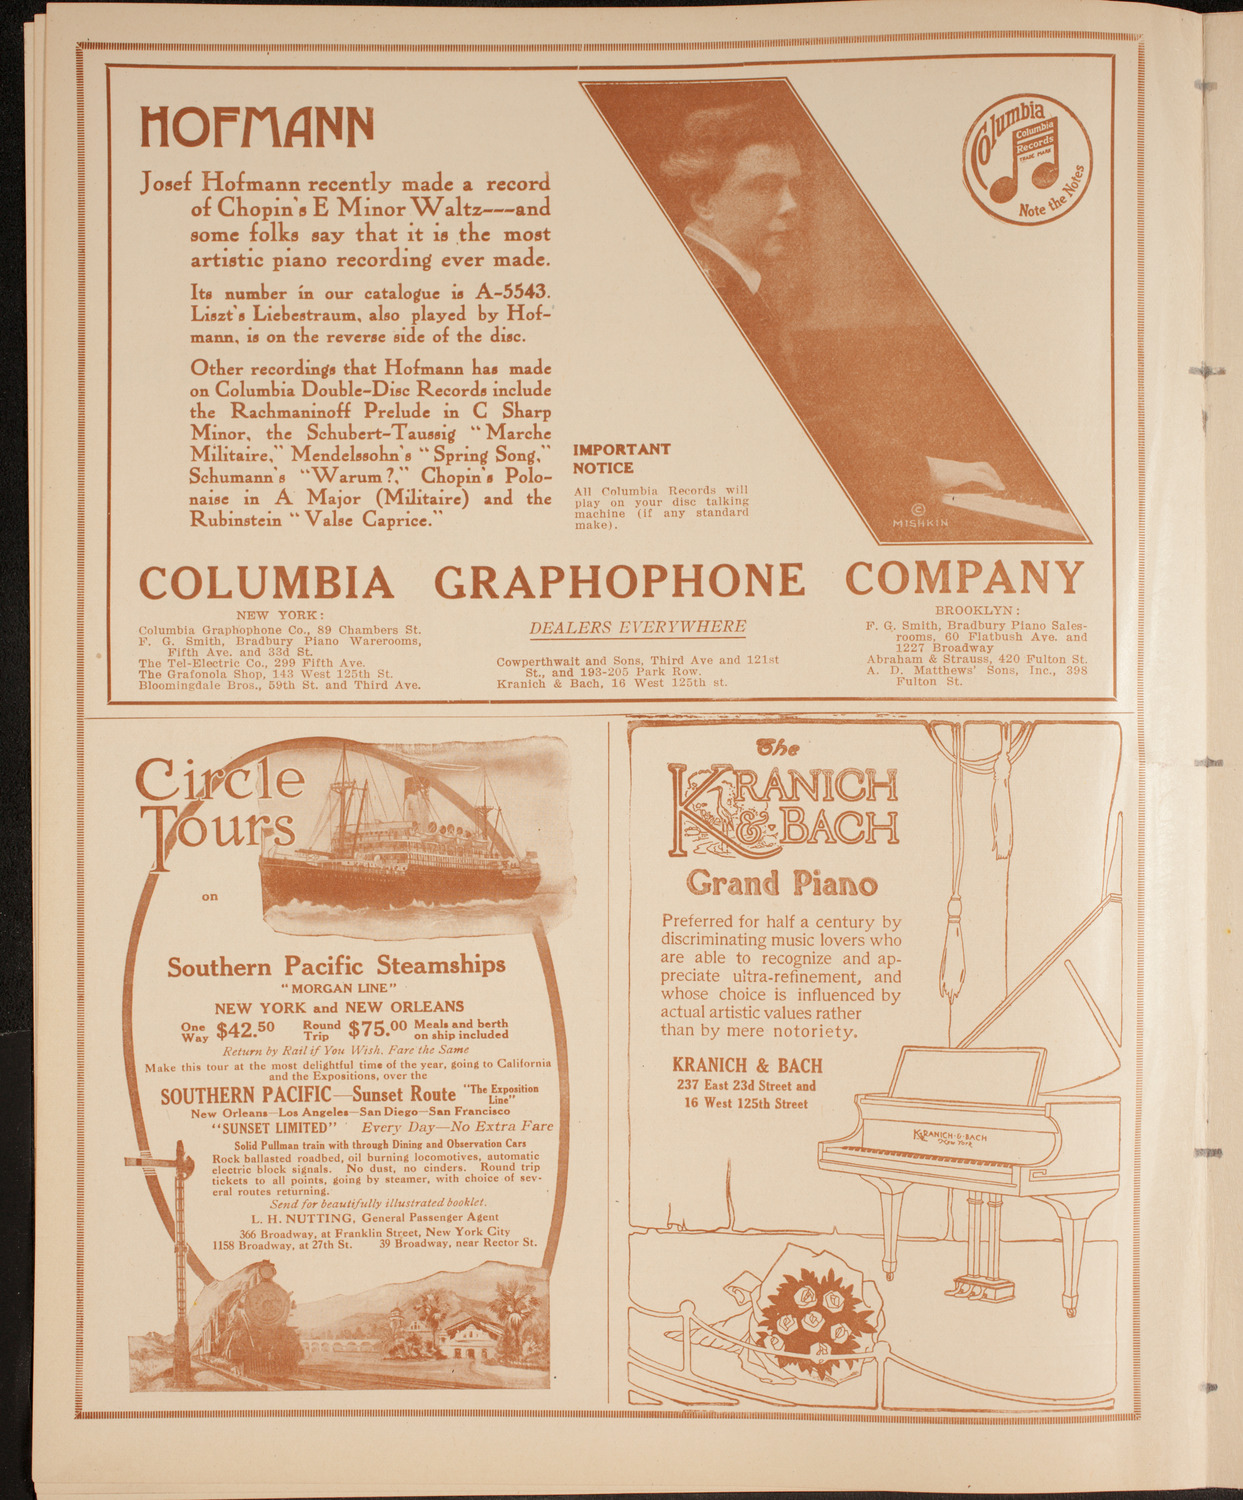 HOFMANN
Josef Hofmann recently made a record
of Chopin's E Minor Waltz---and
some folks say that it is the most
artistic piano recording ever made.
Its number in our catalogue is A-5543.
Liszt's Liebestraum, also played by Hof-
mann, is on the reverse side of the disc.
Other recordings that Hofmann has made
on Columbia Double-Disc Records include
the Rachmaninoff Prelude in C Sharp
Minor, the Schubert-Taussig "Marche
Militaire," Mendelssohn's "Spring Song,"
Schumann's "Warum?," Chopin's Polo-
naise in A Major (Militaire) and the
Rubinstein "Valse Caprice."
IMPORTANT
NOTICE
All Columbia Records will
play on your disc talking
machine (if any standard
make).
©
MISHKIN
Columbia
Columbia
Records
TRADE MARK
Note the Notes
COLUMBIA GRAPHOPHONE COMPANY
NEW YORK:
Columbia Graphophone Co., 89 Chambers St.
F. G. Smith, Bradbury Piano Warerooms,
Fifth Ave. and 33d St.
The Tel-Electric Co., 299 Fifth Ave.
The Grafonola Shop, 143 West 125th St.
Bloomingdale Bros., 59th St. and Third Ave.
DEALERS EVERYWHERE
Cowperthwait and Sons, Third Ave and 121st
St., and 193-205 Park Row.
Kranich & Bach, 16 West 125th st.
BROOKLYN:
F. G. Smith, Bradbury Piano Sales-
rooms, 60 Flatbush Ave. and
1227 Broadway
Abraham & Strauss, 420 Fulton St.
A. D. Matthews' Sons, Inc., 398
Fulton St.
Circle
Tours
on
Southern Pacific Steamships
"MORGAN LINE"
NEW YORK and NEW ORLEANS
One Way $42.50 Round Trip $75.00 Meals and berth on ship included
Return by Rail if You Wish. Fare the Same
Make this tour at the most delightful time of the year, going to California
and the Expositions, over the
SOUTHERN PACIFIC—Sunset Route "The Exposition Line"
New Orleans—Los Angeles—San Diego—San Francisco
"SUNSET LIMITED" Every Day—No Extra Fare
Solid Pullman train with through Dining and Observation Cars
Rock ballasted roadbed, oil burning locomotives, automatic
electric block signals. No dust, no cinders. Round trip
tickets to all points, going by steamer, with choice of sev-
eral routes returning.
Send for beautifully illustrated booklet.
L. H. NUTTING, General Passenger Agent
366 Broadway, at Franklin Street, New York City
1158 Broadway, at 27th St. 39 Broadway, near Rector St.
The
KRANICH
& BACH
Grand Piano
Preferred for half a century by
discriminating music lovers who
are able to recognize and ap-
preciate ultra-refinement, and
whose choice is influenced by
actual artistic values rather
than by mere notoriety.
KRANICH & BACH
237 East 23d Street and
16 West 125th Street
KRANICH-&-BACH
New York